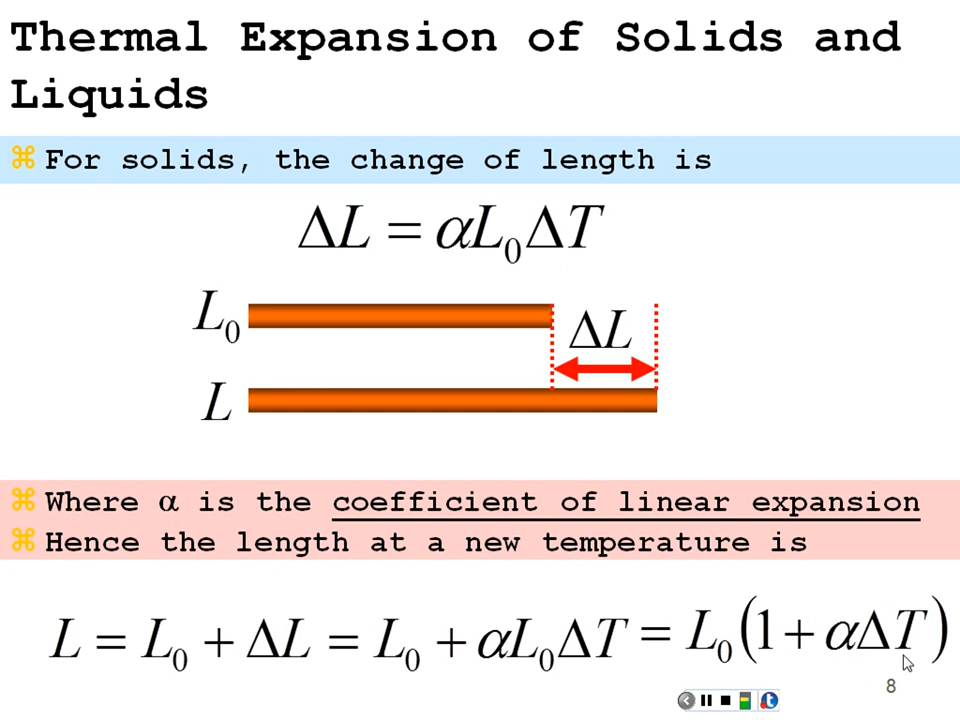 Thermal Expansion of Solids and
Liquids
⌘ For solids, the change of length is
ΔL = αL₀ΔT
L₀
ΔL
L
⌘ Where α is the coefficient of linear expansion
⌘ Hence the length at a new temperature is
L = L₀ + ΔL = L₀ + αL₀ΔT = L₀(1 + αΔT)
8